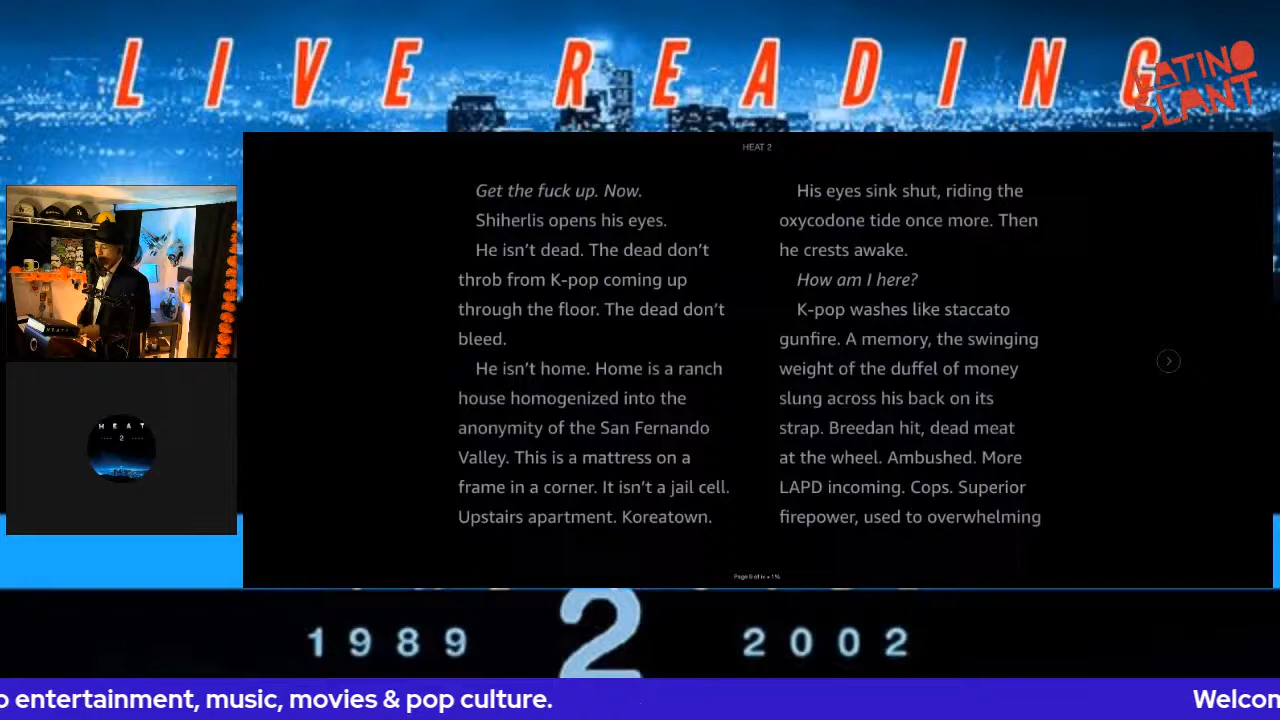 LIVE READING
LATINO
SLANT
HEAT 2
Get the fuck up. Now.
Shiherlis opens his eyes.
He isn’t dead. The dead don’t
throb from K-pop coming up
through the floor. The dead don’t
bleed.
He isn’t home. Home is a ranch
house homogenized into the
anonymity of the San Fernando
Valley. This is a mattress on a
frame in a corner. It isn’t a jail cell.
Upstairs apartment. Koreatown.
His eyes sink shut, riding the
oxycodone tide once more. Then
he crests awake.
How am I here?
K-pop washes like staccato
gunfire. A memory, the swinging
weight of the duffel of money
slung across his back on its
strap. Breedan hit, dead meat
at the wheel. Ambushed. More
LAPD incoming. Cops. Superior
firepower, used to overwhelming
HEAT
2
1989 2 2002
o entertainment, music, movies & pop culture.
Welcon